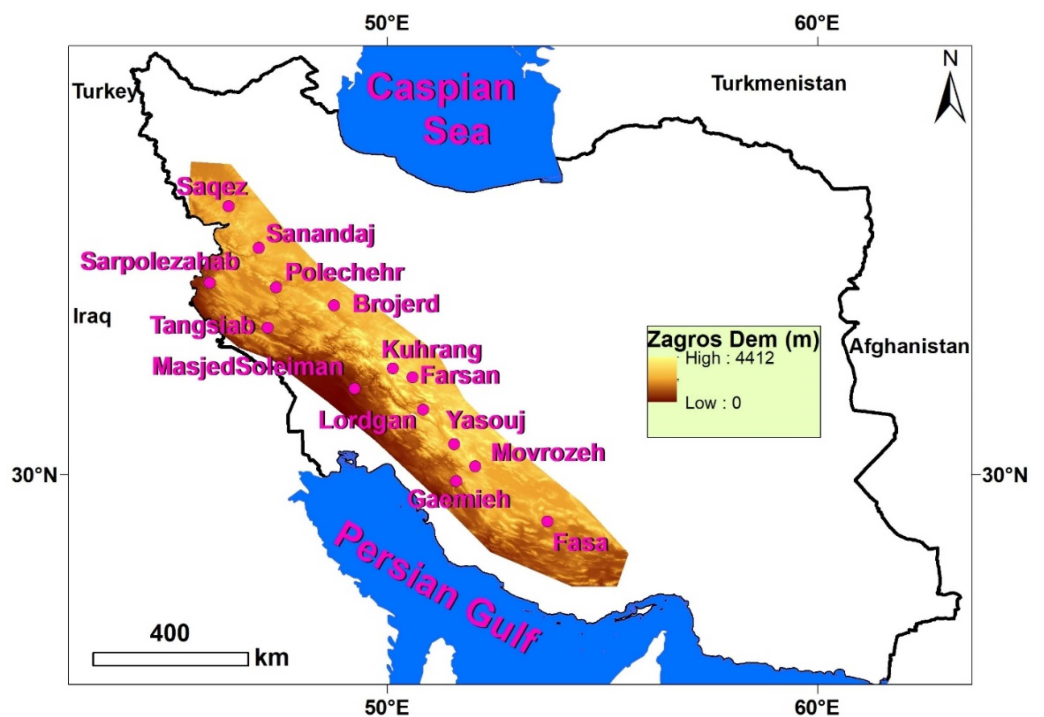 50°E
60°E
Turkey
Caspian
Sea
Turkmenistan
N
Saqez
Sanandaj
Sarpolezahab
Polechehr
Brojerd
Iraq
Tangsiab
Zagros Dem (m)
High : 4412
Low : 0
Afghanistan
Kuhrang
MasjedSoleiman
Farsan
Lordgan
Yasouj
Movrozeh
30°N
30°N
Gaemieh
Fasa
Persian Gulf
400
km
50°E
60°E